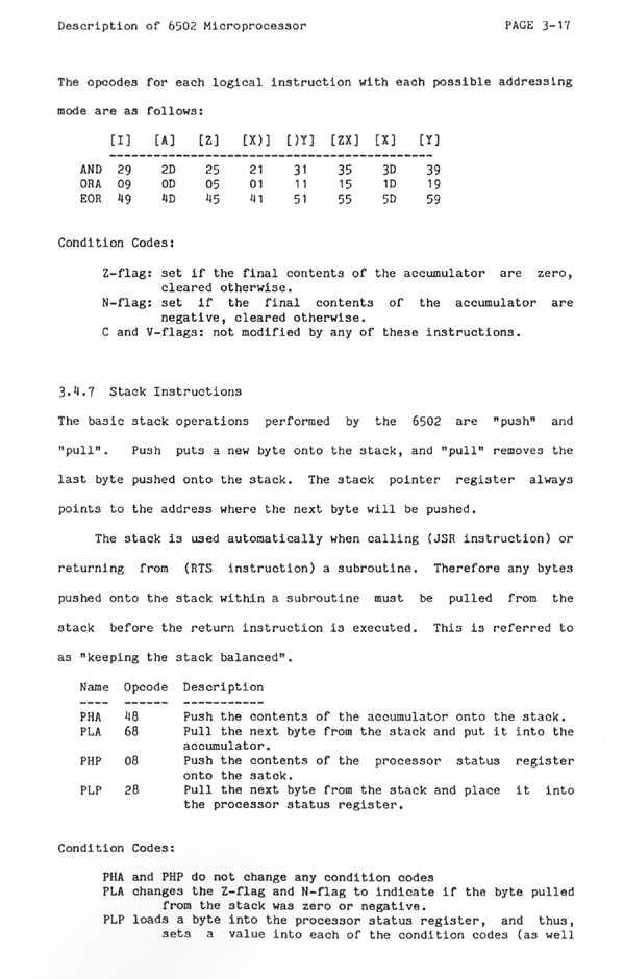 Description of 6502 Microprocessor PAGE 3-17
The opcodes for each logical instruction with each possible addressing
mode are as follows:
[I] [A] [Z] [X)] [)Y] [ZX] [X] [Y]
-----------------------------------------------
AND 29 2D 25 21 31 35 3D 39
ORA 09 0D 05 01 11 15 1D 19
EOR 49 4D 45 41 51 55 5D 59
Condition Codes:
Z-flag: set if the final contents of the accumulator are zero,
cleared otherwise.
N-flag: set if the final contents of the accumulator are
negative, cleared otherwise.
C and V-flags: not modified by any of these instructions.
3.4.7 Stack Instructions
The basic stack operations performed by the 6502 are "push" and
"pull". Push puts a new byte onto the stack, and "pull" removes the
last byte pushed onto the stack. The stack pointer register always
points to the address where the next byte will be pushed.
The stack is used automatically when calling (JSR instruction) or
returning from (RTS instruction) a subroutine. Therefore any bytes
pushed onto the stack within a subroutine must be pulled from the
stack before the return instruction is executed. This is referred to
as "keeping the stack balanced".
Name Opcode Description
---- ------ -----------
PHA 48 Push the contents of the accumulator onto the stack.
PLA 68 Pull the next byte from the stack and put it into the
accumulator.
PHP 08 Push the contents of the processor status register
onto the satck.
PLP 28 Pull the next byte from the stack and place it into
the processor status register.
Condition Codes:
PHA and PHP do not change any condition codes
PLA changes the Z-flag and N-flag to indicate if the byte pulled
from the stack was zero or negative.
PLP loads a byte into the processor status register, and thus,
sets a value into each of the condition codes (as well